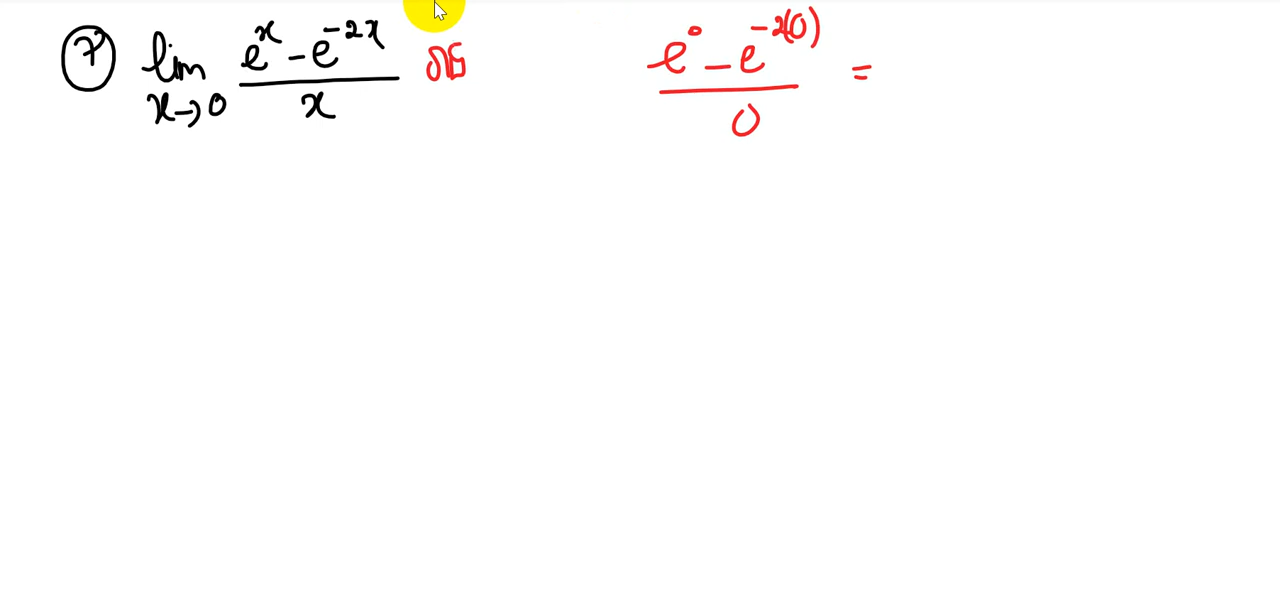 ⑦ lim x→0 (e^x − e^{−2x})/x (e^0 − e^{−2(0)})/0 =